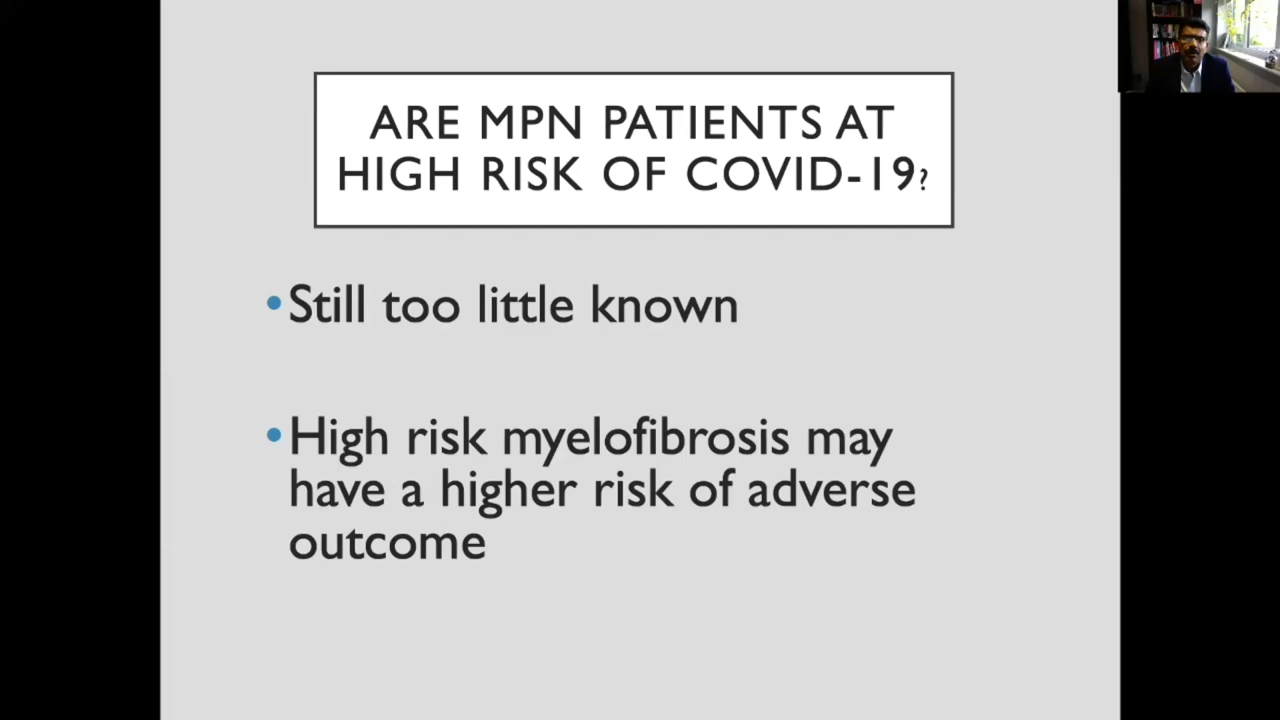 ARE MPN PATIENTS AT
HIGH RISK OF COVID-19?
•Still too little known
•High risk myelofibrosis may
have a higher risk of adverse
outcome